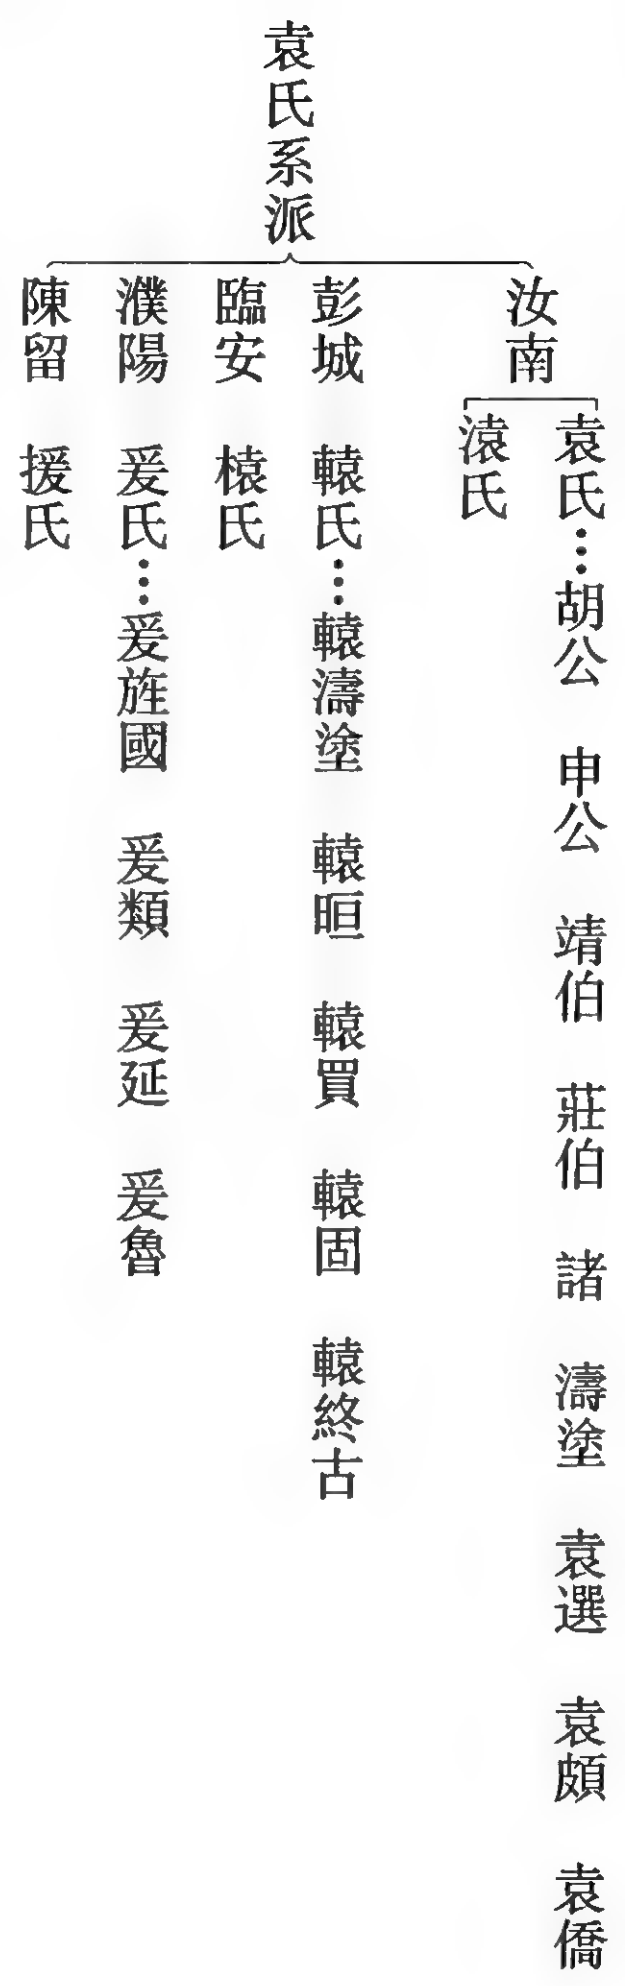 袁氏系派
汝南
袁氏…胡公 申公 靖伯 莊伯 諸 濤塗 袁選 袁頗 袁僑
溒氏
彭城 轅氏…轅濤塗 轅晅 轅買 轅固 轅終古
臨安 榬氏
濮陽 爰氏…爰旌國 爰類 爰延 爰魯
陳留 援氏